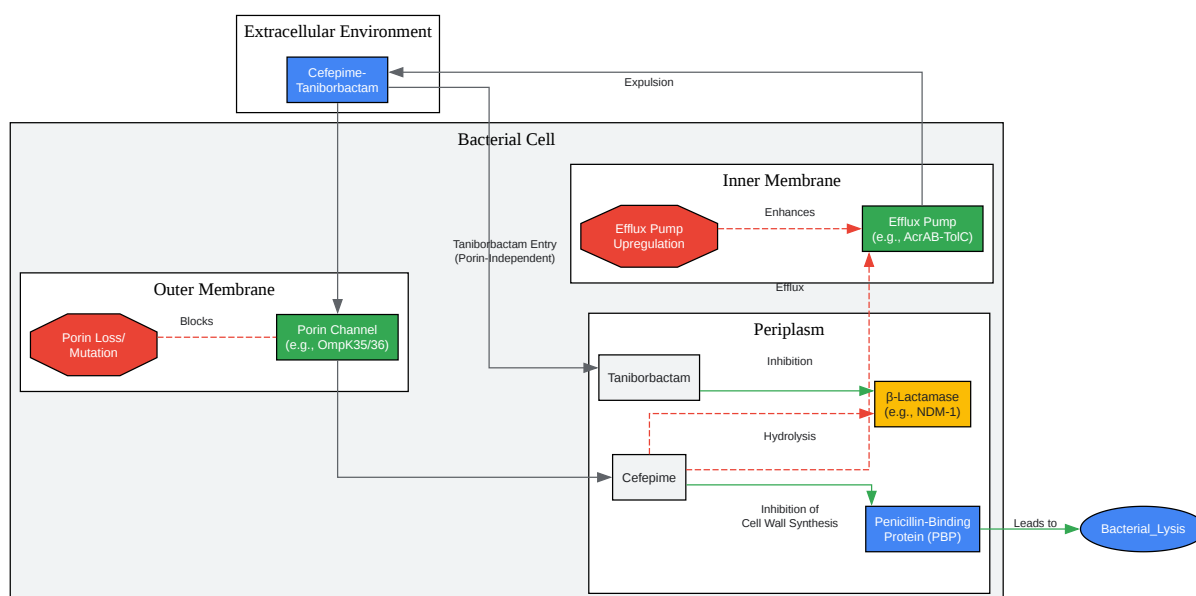 Extracellular Environment
Cefepime-
Taniborbactam
Expulsion
Bacterial Cell
Inner Membrane
Efflux Pump
Upregulation
Enhances
Efflux Pump
(e.g., AcrAB-TolC)
Taniborbactam Entry
(Porin-Independent)
Efflux
Outer Membrane
Porin Loss/
Mutation
Blocks
Porin Channel
(e.g., OmpK35/36)
Periplasm
Taniborbactam
Inhibition
β-Lactamase
(e.g., NDM-1)
Hydrolysis
Cefepime
Inhibition of
Cell Wall Synthesis
Penicillin-Binding
Protein (PBP)
Leads to
Bacterial_Lysis